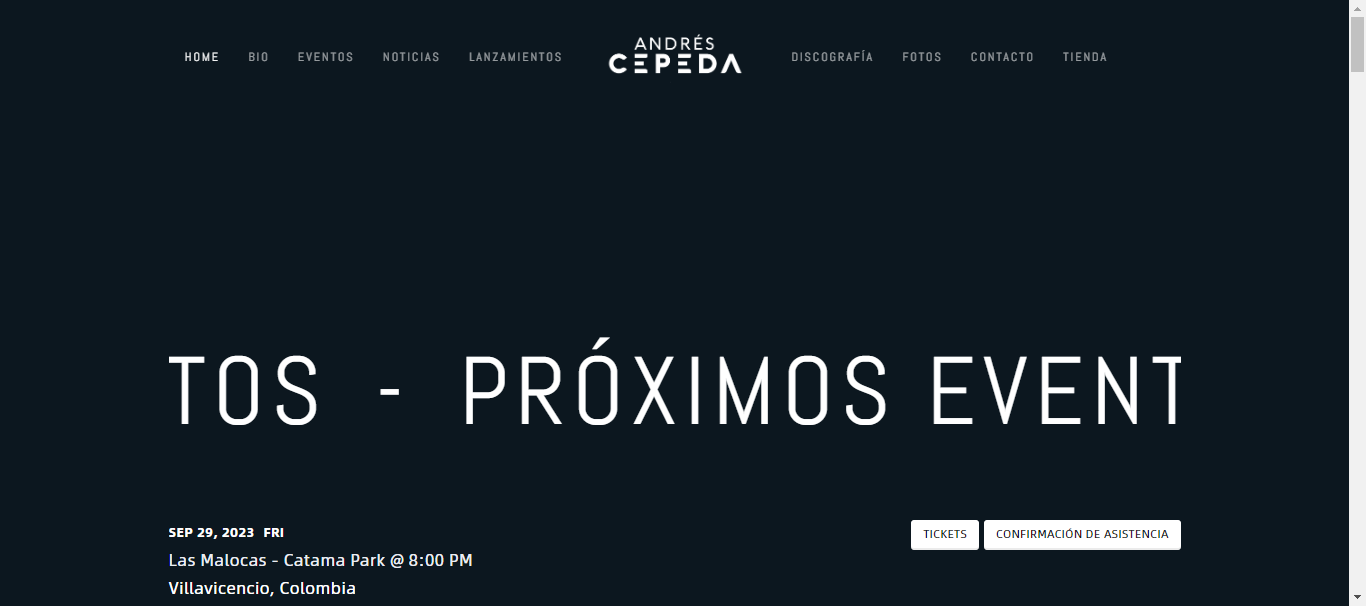 HOME BIO EVENTOS NOTICIAS LANZAMIENTOS ANDRÉS CEPEDA DISCOGRAFÍA FOTOS CONTACTO TIENDA
TOS - PRÓXIMOS EVENT
SEP 29, 2023 FRI
Las Malocas - Catama Park @ 8:00 PM
Villavicencio, Colombia
TICKETS CONFIRMACIÓN DE ASISTENCIA